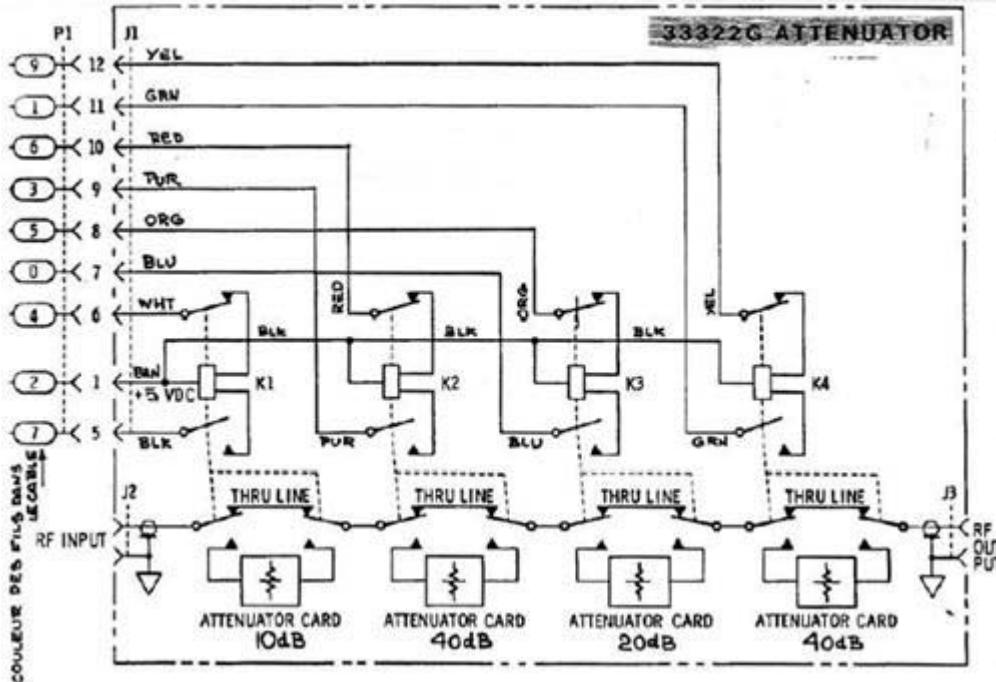 P1 J1
33322G ATTENUATOR
9 12 YEL
1 11 GRN
6 10 RED
3 9 PUR
5 8 ORG
0 7 BLU
4 6 WHT
RED
ORG
YEL
BLK
BLK
BLK
2 1 BRN
+5 VDC
K1
K2
K3
K4
7 5 BLK
PUR
BLU
GRN
COULEUR DES FILS DANS
LE CABLE
J2
THRU LINE
THRU LINE
THRU LINE
THRU LINE
J3
RF INPUT
RF
OUT
PUT
ATTENUATOR CARD
10dB
ATTENUATOR CARD
40dB
ATTENUATOR CARD
20dB
ATTENUATOR CARD
40dB